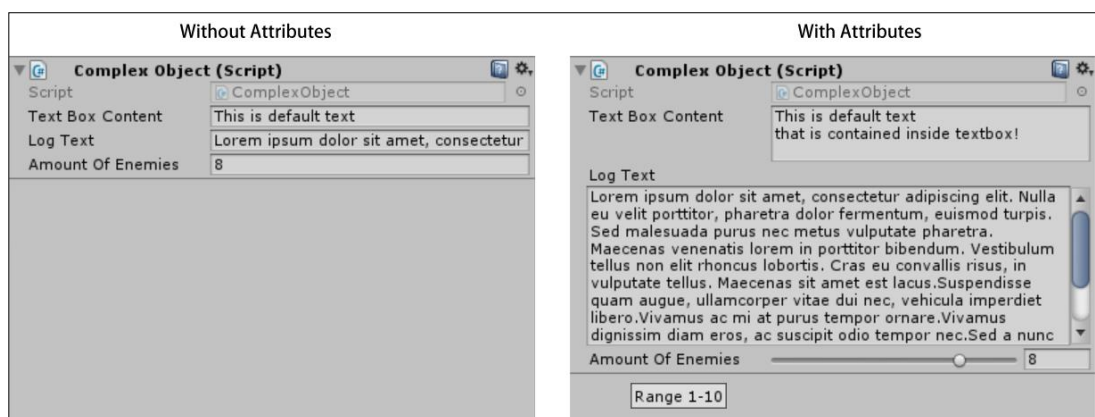 Without Attributes
Complex Object (Script)
Script ComplexObject
Text Box Content This is default text
Log Text Lorem ipsum dolor sit amet, consectetur
Amount Of Enemies 8
With Attributes
Complex Object (Script)
Script ComplexObject
Text Box Content This is default text
that is contained inside textbox!
Log Text
Lorem ipsum dolor sit amet, consectetur adipiscing elit. Nulla
eu velit porttitor, pharetra dolor fermentum, euismod turpis.
Sed malesuada purus nec metus vulputate pharetra.
Maecenas venenatis lorem in porttitor bibendum. Vestibulum
tellus non elit rhoncus lobortis. Cras eu convallis risus, in
vulputate tellus. Maecenas sit amet est lacus.Suspendisse
quam augue, ullamcorper vitae dui nec, vehicula imperdiet
libero.Vivamus ac mi at purus tempor ornare.Vivamus
dignissim diam eros, ac suscipit odio tempor nec.Sed a nunc
Amount Of Enemies 8
Range 1-10